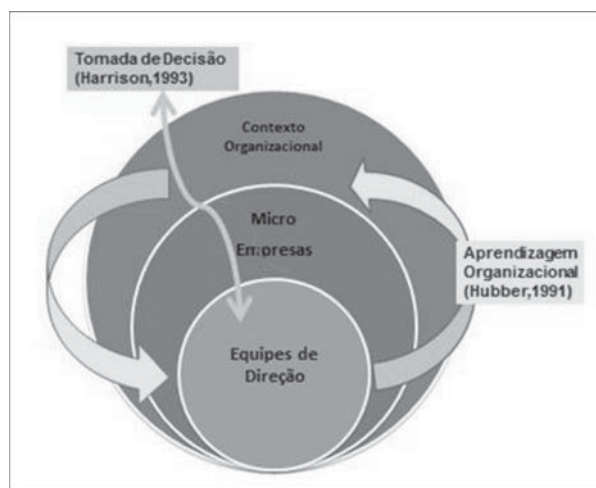 Tomada de Decisão
(Harrison,1993)
Contexto
Organizacional
Micro
Empresas
Aprendizagem
Organizacional
(Hubber,1991)
Equipes de
Direção